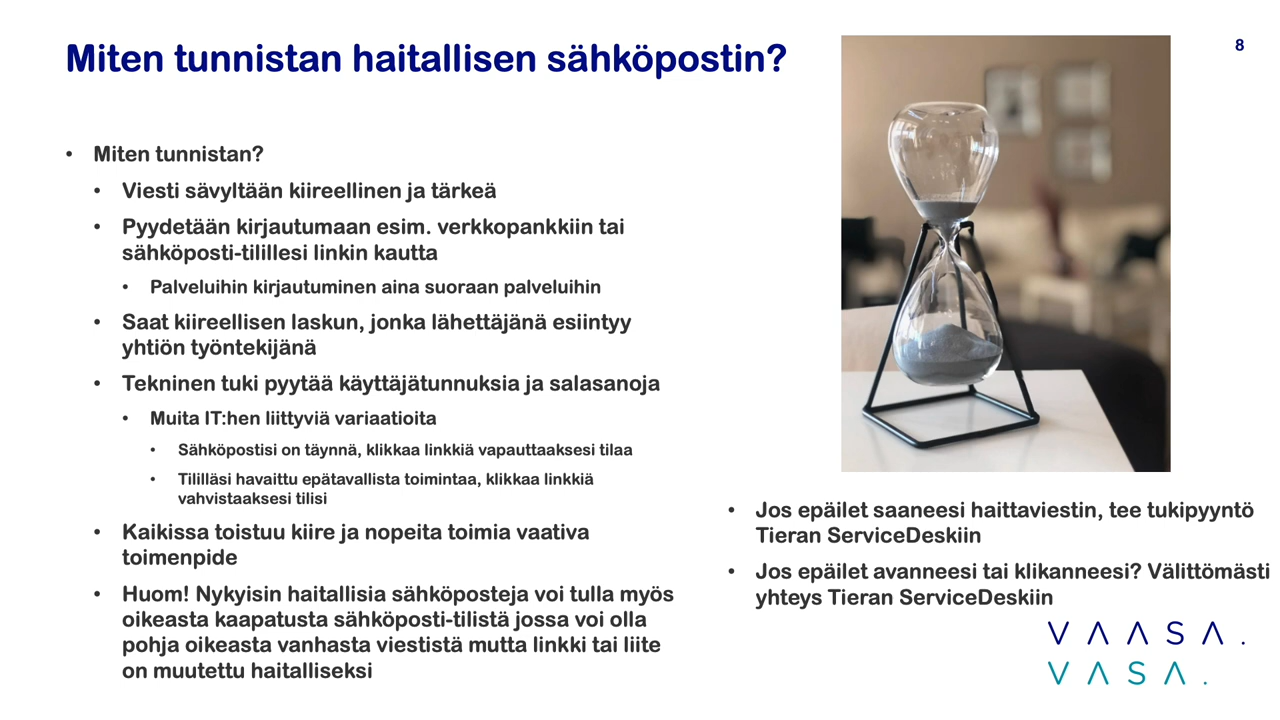 Miten tunnistan haitallisen sähköpostin?
8
• Miten tunnistan?
• Viesti sävyltään kiireellinen ja tärkeä
• Pyydetään kirjautumaan esim. verkkopankkiin tai
sähköposti-tilillesi linkin kautta
• Palveluihin kirjautuminen aina suoraan palveluihin
• Saat kiireellisen laskun, jonka lähettäjänä esiintyy
yhtiön työntekijänä
• Tekninen tuki pyytää käyttäjätunnuksia ja salasanoja
• Muita IT:hen liittyviä variaatioita
• Sähköpostisi on täynnä, klikkaa linkkiä vapauttaaksesi tilaa
• Tililläsi havaittu epätavallista toimintaa, klikkaa linkkiä
vahvistaaksesi tilisi
• Kaikissa toistuu kiire ja nopeita toimia vaativa
toimenpide
• Huom! Nykyisin haitallisia sähköposteja voi tulla myös
oikeasta kaapatusta sähköposti-tilistä jossa voi olla
pohja oikeasta vanhasta viestistä mutta linkki tai liite
on muutettu haitalliseksi
• Jos epäilet saaneesi haittaviestin, tee tukipyyntö
Tieran ServiceDeskiin
• Jos epäilet avanneesi tai klikanneesi? Välittömästi
yhteys Tieran ServiceDeskiin
VAASA.
VASA.